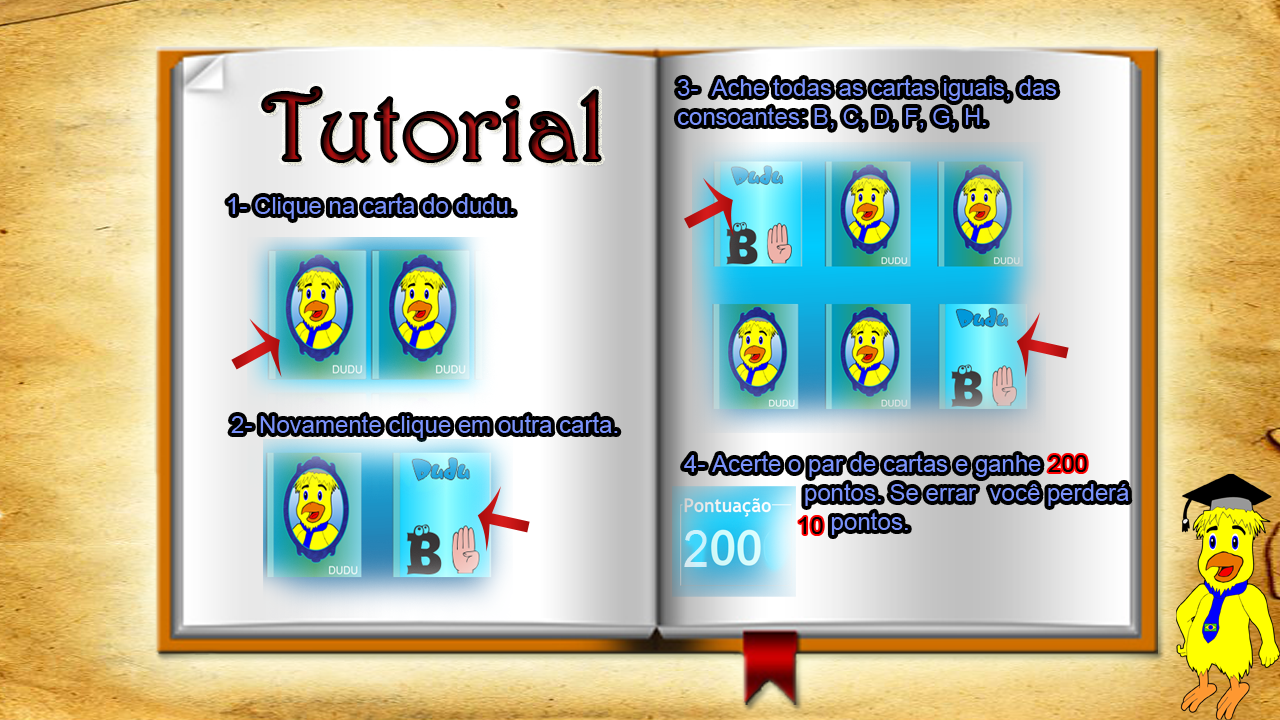 Tutorial
1- Clique na carta do dudu.
DUDU
DUDU
2- Novamente clique em outra carta.
DUDU
Dudu
B
3- Ache todas as cartas iguais, das
consoantes: B, C, D, F, G, H.
Dudu
B
DUDU
DUDU
DUDU
DUDU
Dudu
B
4- Acerte o par de cartas e ganhe 200
pontos. Se errar você perderá
10 pontos.
Pontuação
200